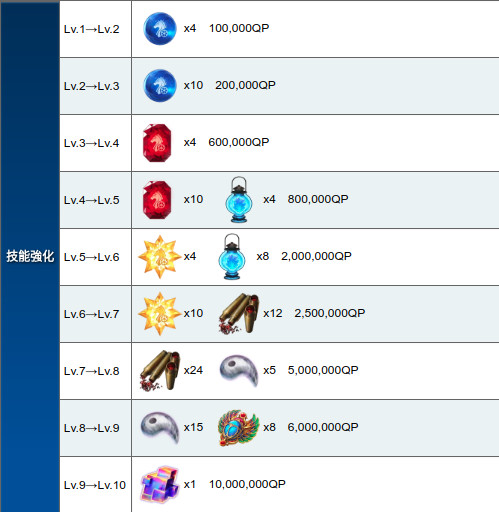 Lv.1→Lv.2 x4 100,000QP
Lv.2→Lv.3 x10 200,000QP
Lv.3→Lv.4 x4 600,000QP
Lv.4→Lv.5 x10 x4 800,000QP
技能強化 Lv.5→Lv.6 x4 x8 2,000,000QP
Lv.6→Lv.7 x10 x12 2,500,000QP
Lv.7→Lv.8 x24 x5 5,000,000QP
Lv.8→Lv.9 x15 x8 6,000,000QP
Lv.9→Lv.10 x1 10,000,000QP